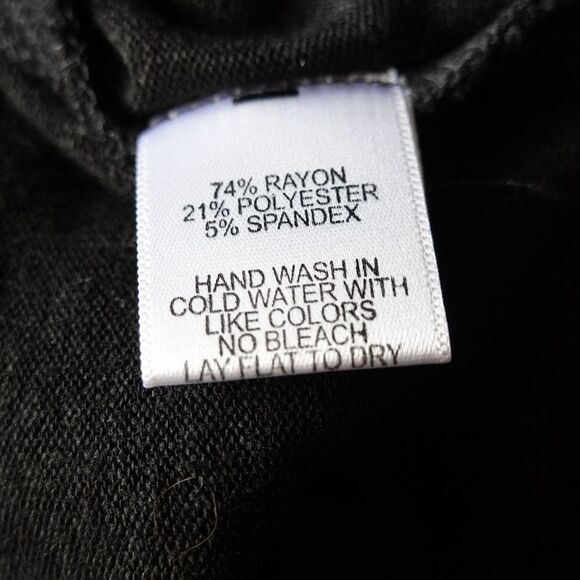 74% RAYON
21% POLYESTER
5% SPANDEX
HAND WASH IN
COLD WATER WITH
LIKE COLORS
NO BLEACH
LAY FLAT TO DRY